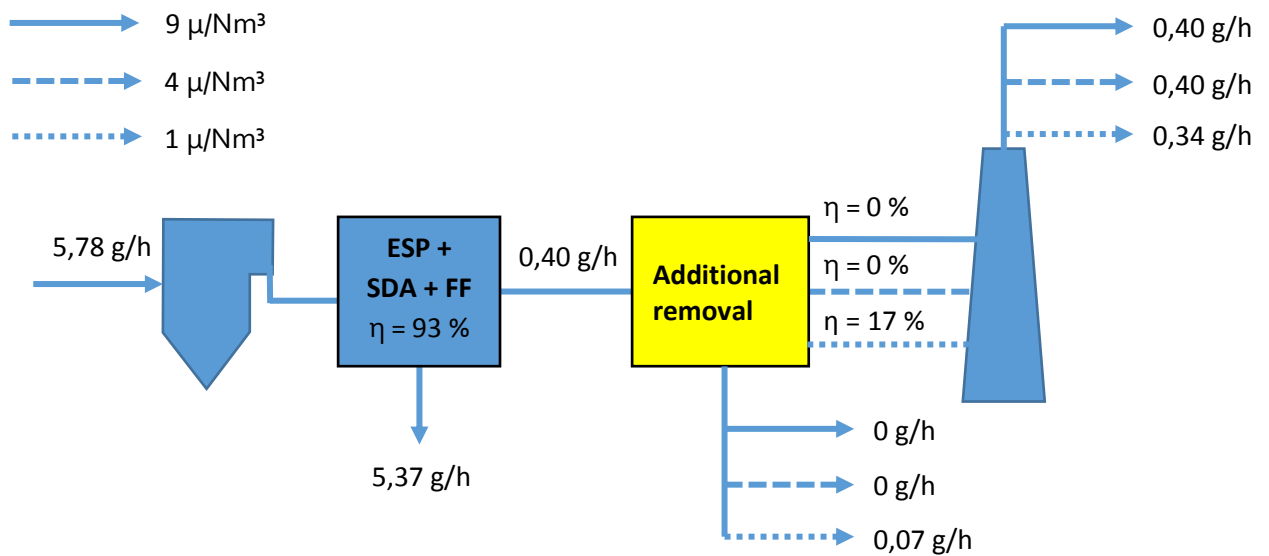 9 μ/Nm³
4 μ/Nm³
1 μ/Nm³
0,40 g/h
0,40 g/h
0,34 g/h
5,78 g/h
ESP +
SDA + FF
η = 93 %
0,40 g/h
Additional
removal
η = 0 %
η = 0 %
η = 17 %
5,37 g/h
0 g/h
0 g/h
0,07 g/h